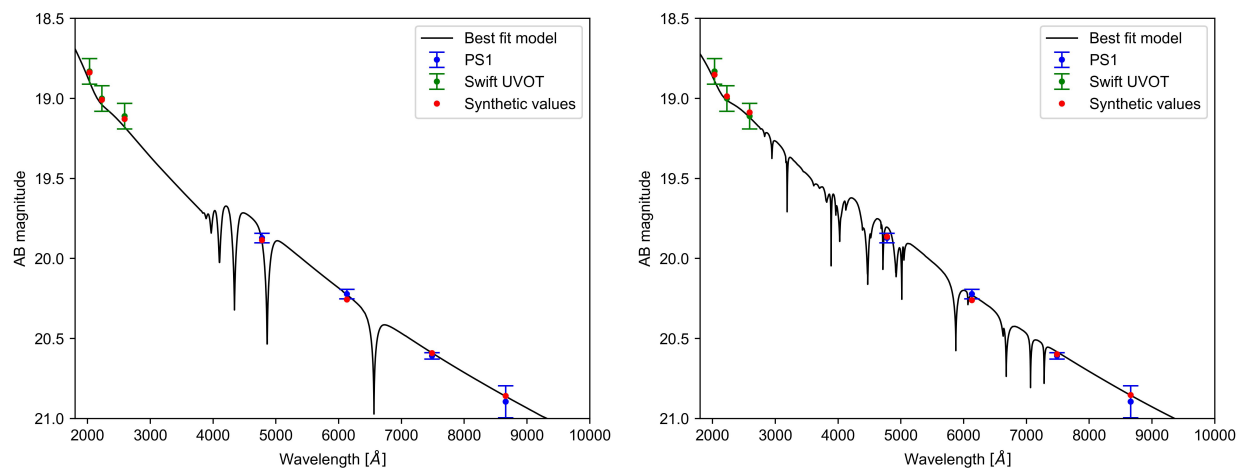 18.5
18.5
Best fit model
Best fit model
PS1
PS1
Swift UVOT
Swift UVOT
19.0
Synthetic values
19.0
Synthetic values
19.5
19.5
AB magnitude
AB magnitude
20.0
20.0
20.5
20.5
21.0
21.0
2000 3000 4000 5000 6000 7000 8000 9000 10000
2000 3000 4000 5000 6000 7000 8000 9000 10000
Wavelength [Å]
Wavelength [Å]